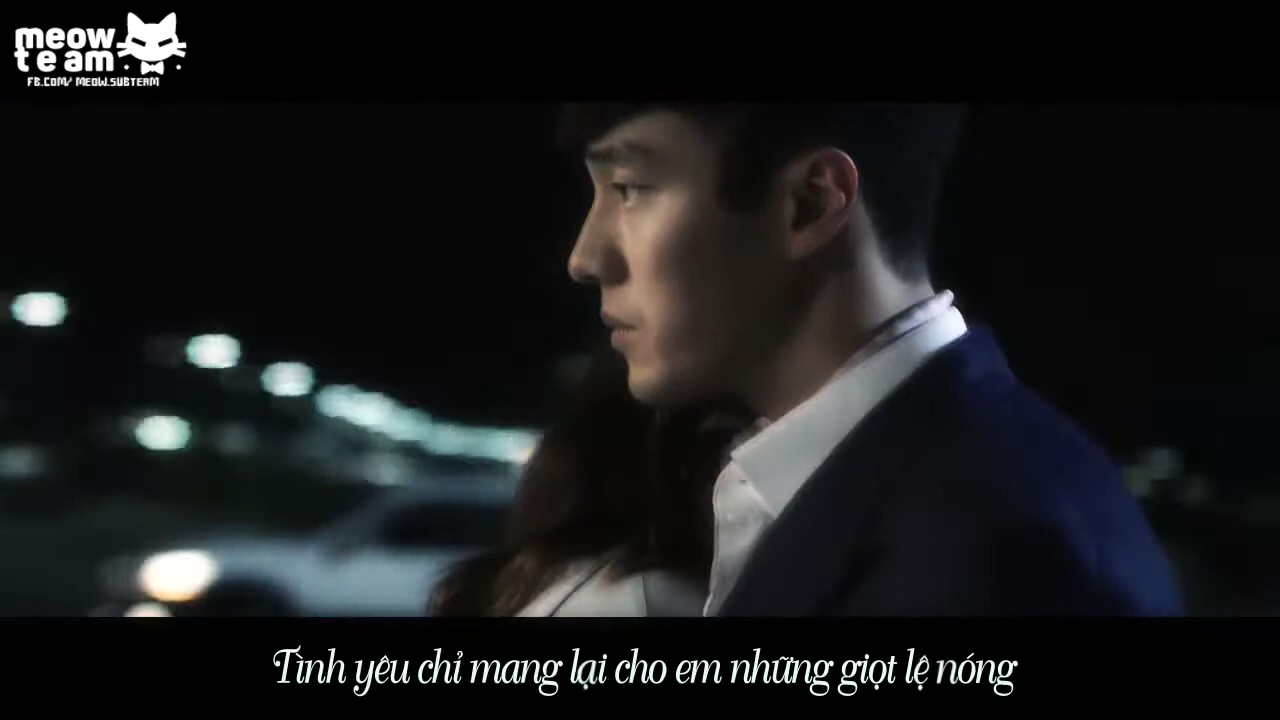 meow
team
FB.COM/ MEOW.SUBTEAM
Tình yêu chỉ mang lại cho em những giọt lệ nóng